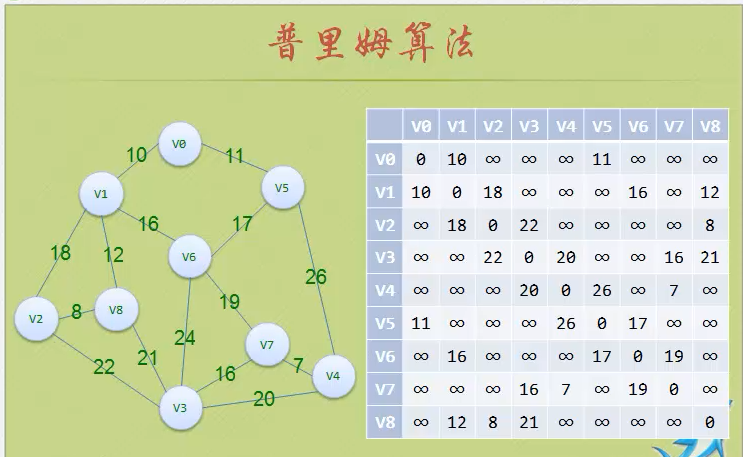 普里姆算法
V0
10
11
V1
V5
16
17
18
12
V6
26
19
8
V8
V2
24
V7
22
21
16
7
V4
20
V3
V0 V1 V2 V3 V4 V5 V6 V7 V8
V0 0 10 ∞ ∞ ∞ 11 ∞ ∞ ∞
V1 10 0 18 ∞ ∞ ∞ 16 ∞ 12
V2 ∞ 18 0 22 ∞ ∞ ∞ ∞ 8
V3 ∞ ∞ 22 0 20 ∞ ∞ 16 21
V4 ∞ ∞ ∞ 20 0 26 ∞ 7 ∞
V5 11 ∞ ∞ ∞ 26 0 17 ∞ ∞
V6 ∞ 16 ∞ ∞ ∞ 17 0 19 ∞
V7 ∞ ∞ ∞ 16 7 ∞ 19 0 ∞
V8 ∞ 12 8 21 ∞ ∞ ∞ ∞ 0